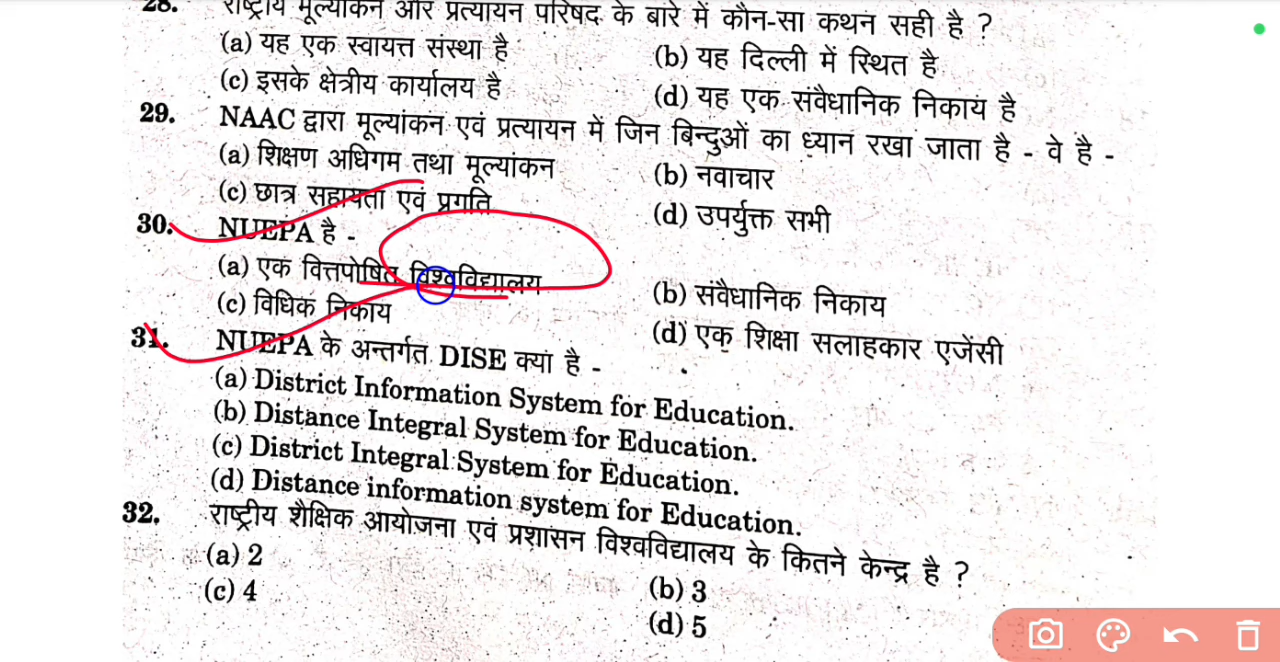 28. राष्ट्रीय मूल्यांकन और प्रत्यायन परिषद के बारे में कौन-सा कथन सही है ?
(a) यह एक स्वायत्त संस्था है (b) यह दिल्ली में स्थित है
(c) इसके क्षेत्रीय कार्यालय है (d) यह एक संवैधानिक निकाय है
29. NAAC द्वारा मूल्यांकन एवं प्रत्यायन में जिन बिन्दुओं का ध्यान रखा जाता है - वे है -
(a) शिक्षण अधिगम तथा मूल्यांकन (b) नवाचार
(c) छात्र सहायता एवं प्रगति (d) उपर्युक्त सभी
30. NUEPA है -
(a) एक वित्तपोषित विश्वविद्यालय (b) संवैधानिक निकाय
(c) विधिक निकाय (d) एक शिक्षा सलाहकार एजेंसी
31. NUEPA के अन्तर्गत DISE क्या है -
(a) District Information System for Education.
(b) Distance Integral System for Education.
(c) District Integral System for Education.
(d) Distance information system for Education.
32. राष्ट्रीय शैक्षिक आयोजना एवं प्रशासन विश्वविद्यालय के कितने केन्द्र है ?
(a) 2 (b) 3
(c) 4 (d) 5